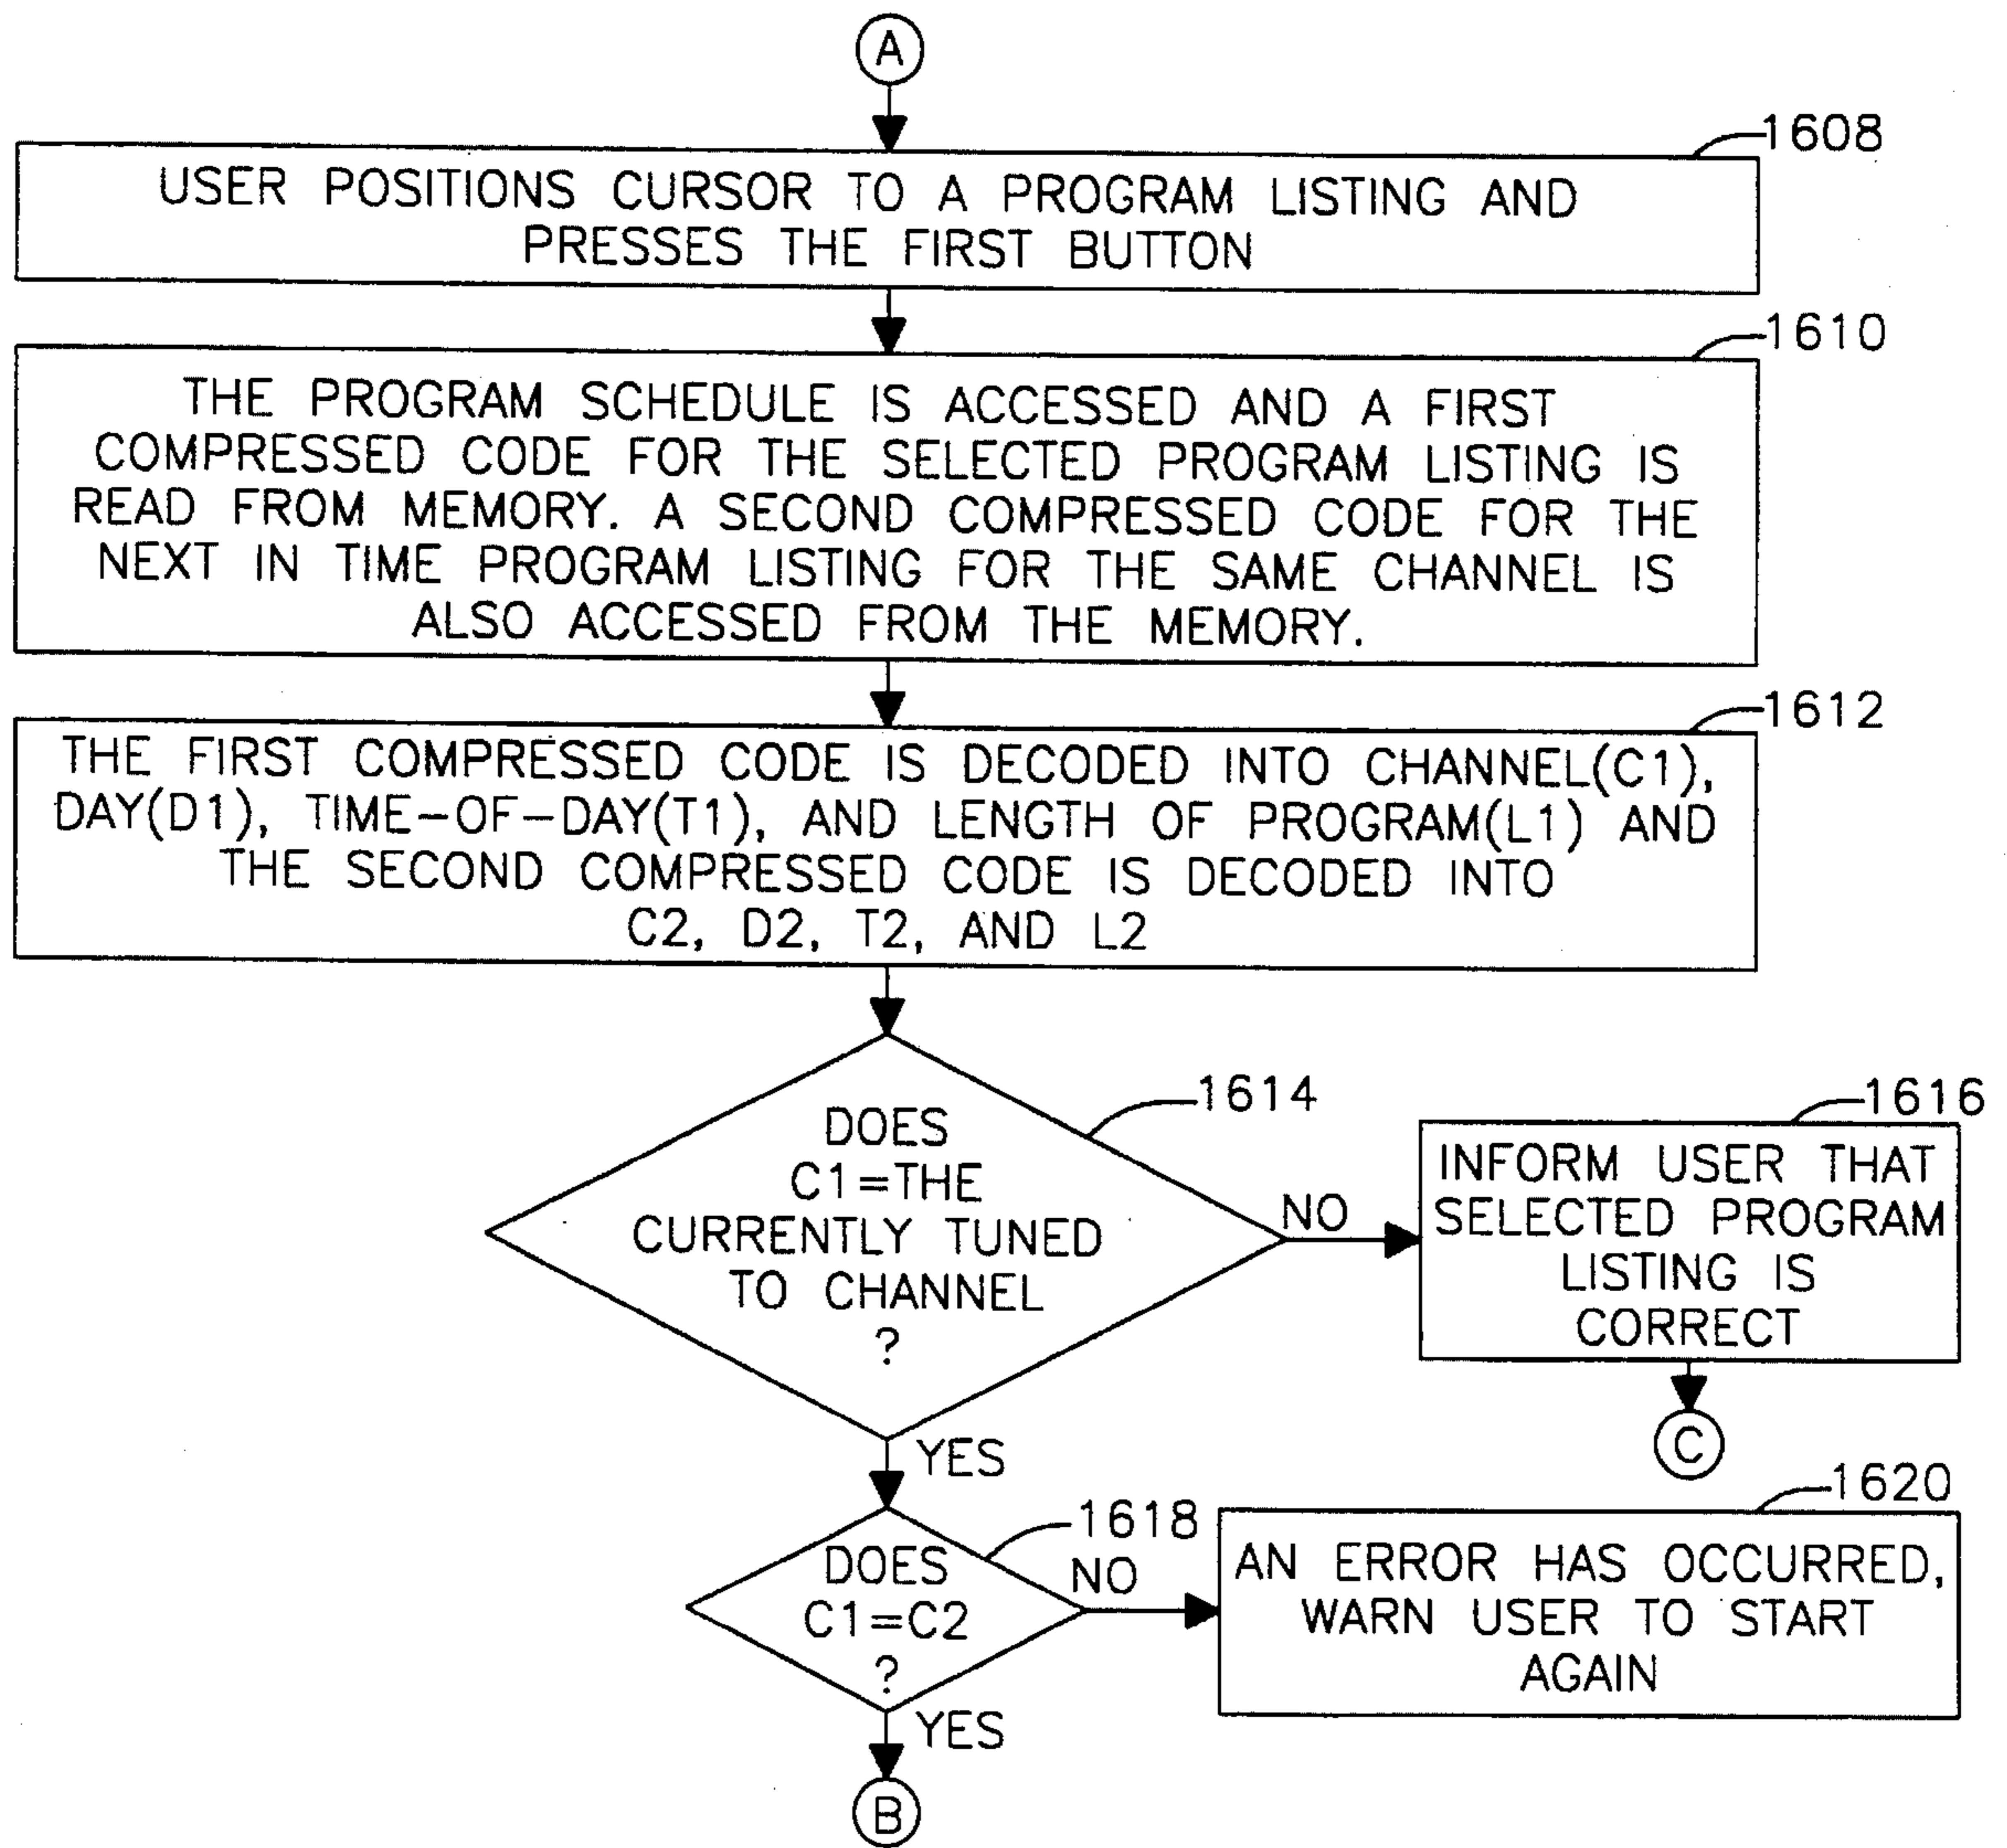 A
1608
USER POSITIONS CURSOR TO A PROGRAM LISTING AND
PRESSES THE FIRST BUTTON
1610
THE PROGRAM SCHEDULE IS ACCESSED AND A FIRST
COMPRESSED CODE FOR THE SELECTED PROGRAM LISTING IS
READ FROM MEMORY. A SECOND COMPRESSED CODE FOR THE
NEXT IN TIME PROGRAM LISTING FOR THE SAME CHANNEL IS
ALSO ACCESSED FROM THE MEMORY.
1612
THE FIRST COMPRESSED CODE IS DECODED INTO CHANNEL(C1),
DAY(D1), TIME-OF-DAY(T1), AND LENGTH OF PROGRAM(L1) AND
THE SECOND COMPRESSED CODE IS DECODED INTO
C2, D2, T2, AND L2
1614
DOES
C1=THE
CURRENTLY TUNED
TO CHANNEL
?
NO
1616
INFORM USER THAT
SELECTED PROGRAM
LISTING IS
CORRECT
C
YES
1618
DOES
C1=C2
?
NO
1620
AN ERROR HAS OCCURRED,
WARN USER TO START
AGAIN
YES
B